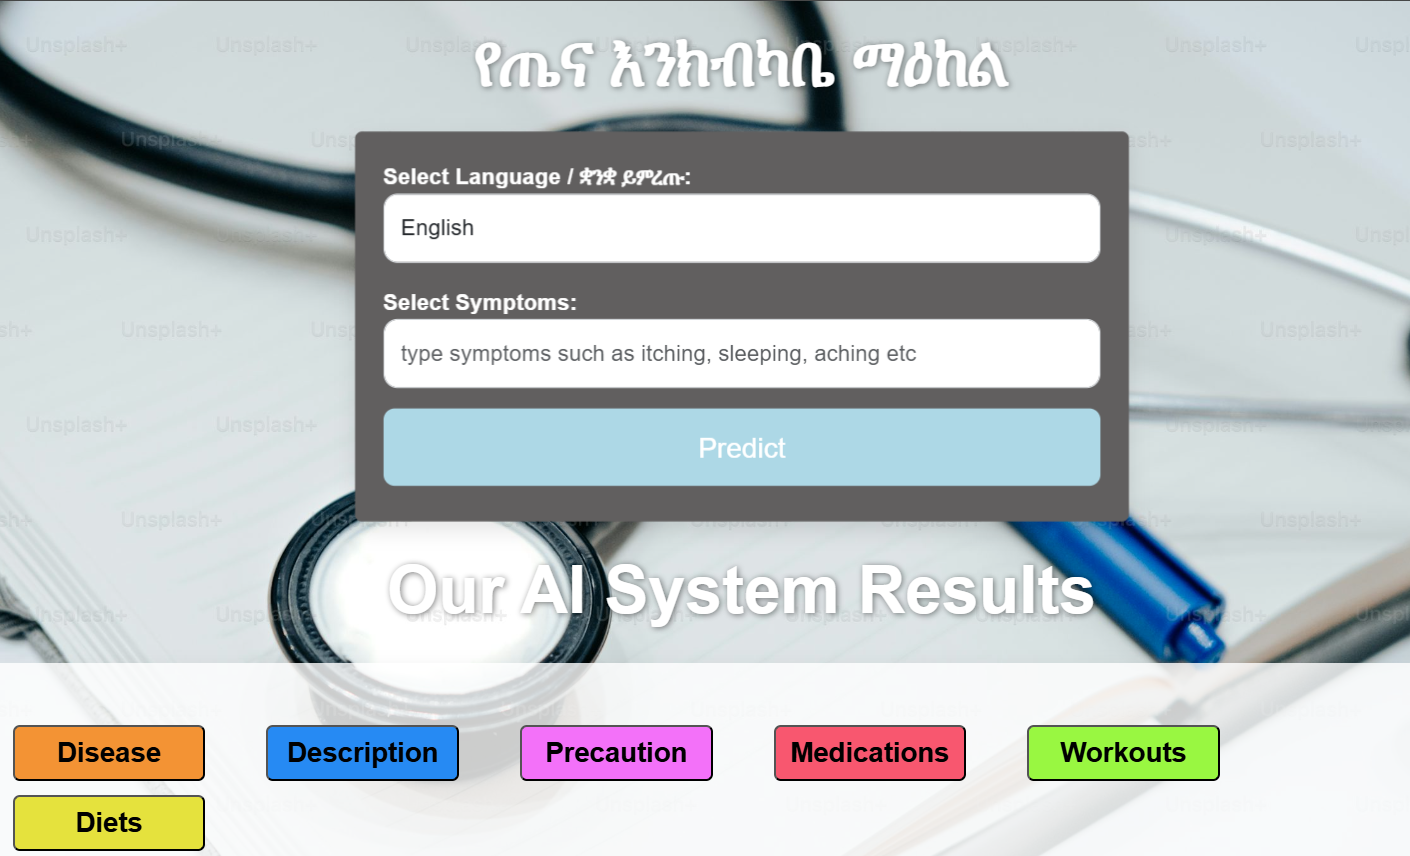 የጤና እንክብካቤ ማዕከል
Select Language / ቋንቋ ይምረጡ:
English
Select Symptoms:
type symptoms such as itching, sleeping, aching etc
Predict
Our AI System Results
Disease Description Precaution Medications Workouts
Diets